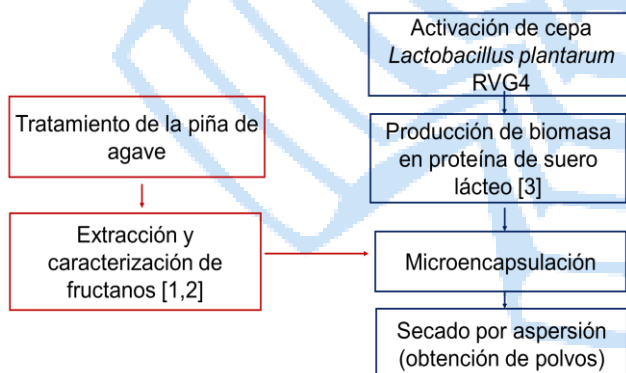 Activación de cepa
Lactobacillus plantarum
RVG4
Tratamiento de la piña de
agave
Producción de biomasa
en proteína de suero
lácteo [3]
Extracción y
caracterización de
fructanos [1,2]
Microencapsulación
Secado por aspersión
(obtención de polvos)